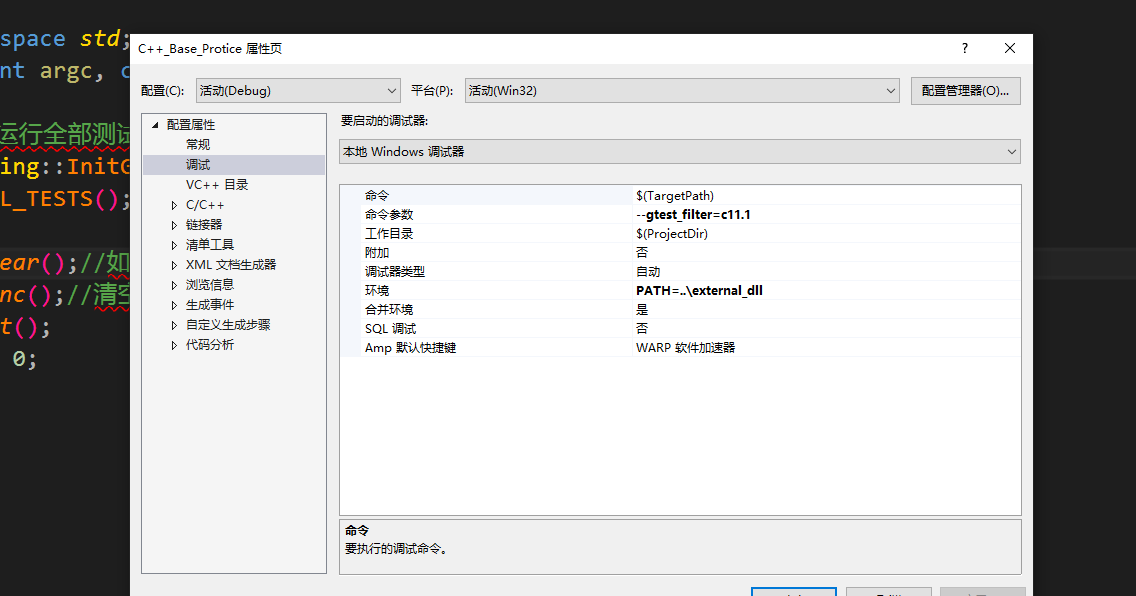 space std;
C++_Base_Protice 属性页
?
nt argc, c
配置(C):
活动(Debug)
平台(P):
活动(Win32)
配置管理器(O)...
运行全部测试
ing::InitG
L_TESTS();
ear();//如
nc();//清空
t();
0;
配置属性
常规
调试
VC++ 目录
C/C++
链接器
清单工具
XML 文档生成器
浏览信息
生成事件
自定义生成步骤
代码分析
要启动的调试器:
本地 Windows 调试器
命令 $(TargetPath)
命令参数 --gtest_filter=c11.1
工作目录 $(ProjectDir)
附加 否
调试器类型 自动
环境 PATH=..\external_dll
合并环境 是
SQL 调试 否
Amp 默认快捷键 WARP 软件加速器
命令
要执行的调试命令。